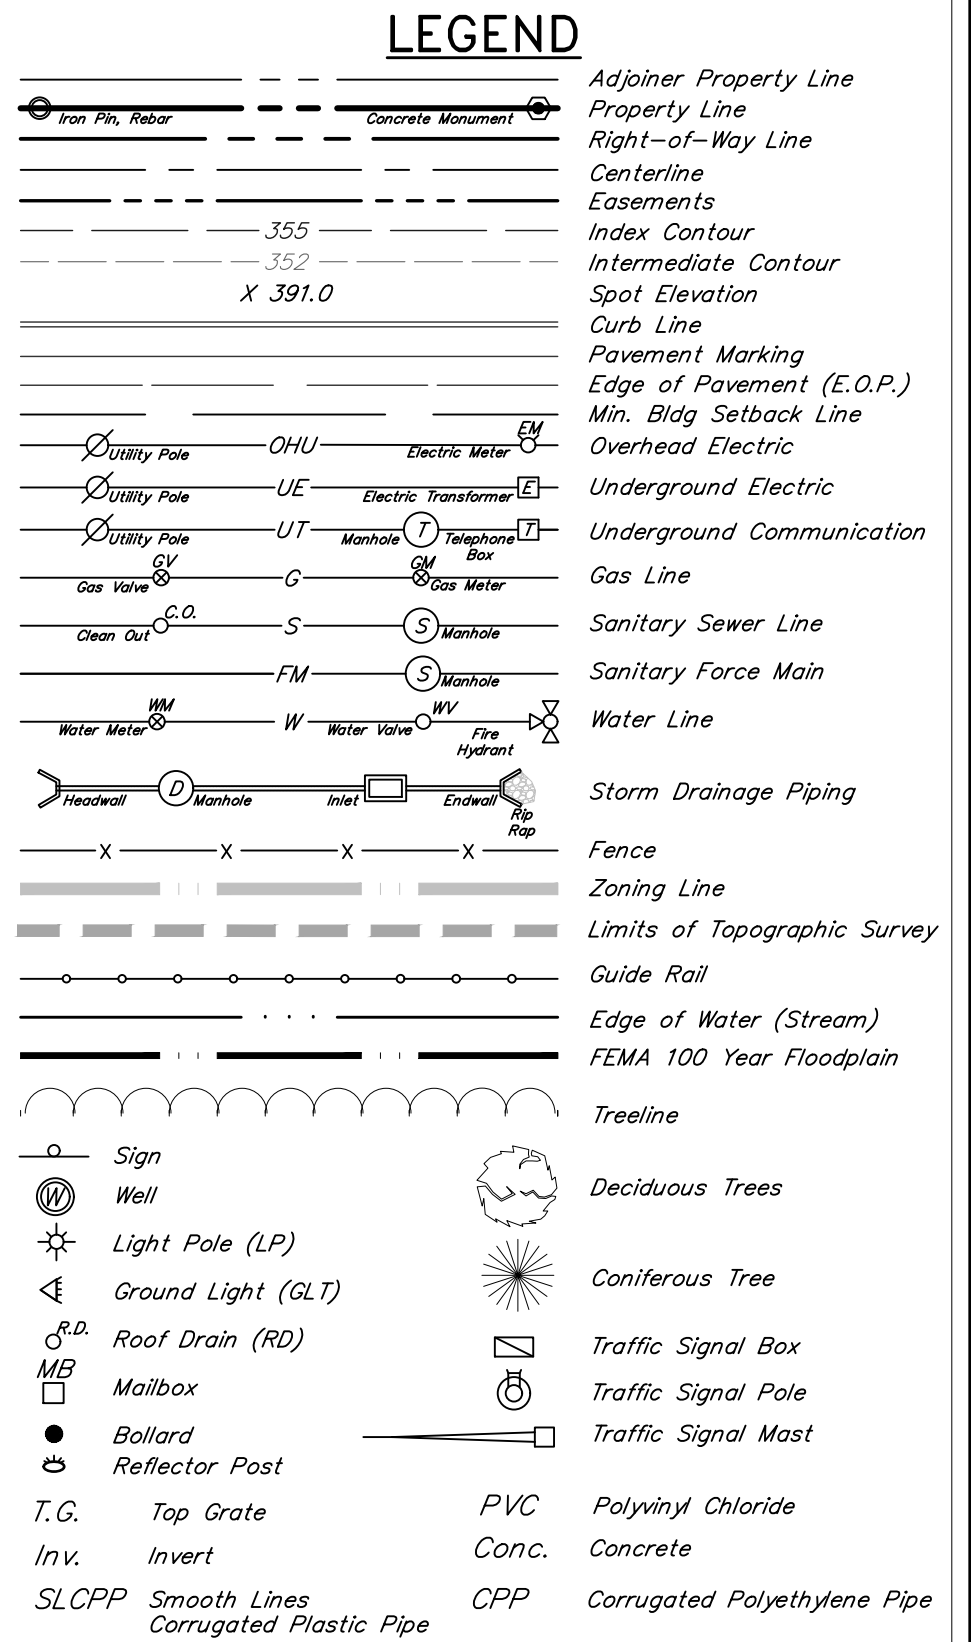 LEGEND
Adjoiner Property Line
Iron Pin, Rebar Concrete Monument Property Line
Right-of-Way Line
Centerline
Easements
355 Index Contour
352 Intermediate Contour
X 391.0 Spot Elevation
Curb Line
Pavement Marking
Edge of Pavement (E.O.P.)
Min. Bldg Setback Line
EM
Utility Pole OHU Electric Meter Overhead Electric
Utility Pole UE Electric Transformer E Underground Electric
Utility Pole UT Manhole T Telephone T Underground Communication
Box
GV GM
Gas Valve G Gas Meter Gas Line
C.O.
Clean Out S S Manhole Sanitary Sewer Line
FM S Manhole Sanitary Force Main
WM WV
Water Meter W Water Valve Fire Water Line
Hydrant
Headwall D Manhole Inlet Endwall Storm Drainage Piping
Rip
Rap
X X X X Fence
Zoning Line
Limits of Topographic Survey
Guide Rail
Edge of Water (Stream)
FEMA 100 Year Floodplain
Treeline
Sign
W Well
Deciduous Trees
Light Pole (LP)
Ground Light (GLT)
Coniferous Tree
R.D. Roof Drain (RD)
Traffic Signal Box
MB
Mailbox
Traffic Signal Pole
Bollard
Traffic Signal Mast
Reflector Post
T.G. Top Grate
PVC Polyvinyl Chloride
Inv. Invert
Conc. Concrete
SLCPP Smooth Lines
Corrugated Plastic Pipe
CPP Corrugated Polyethylene Pipe